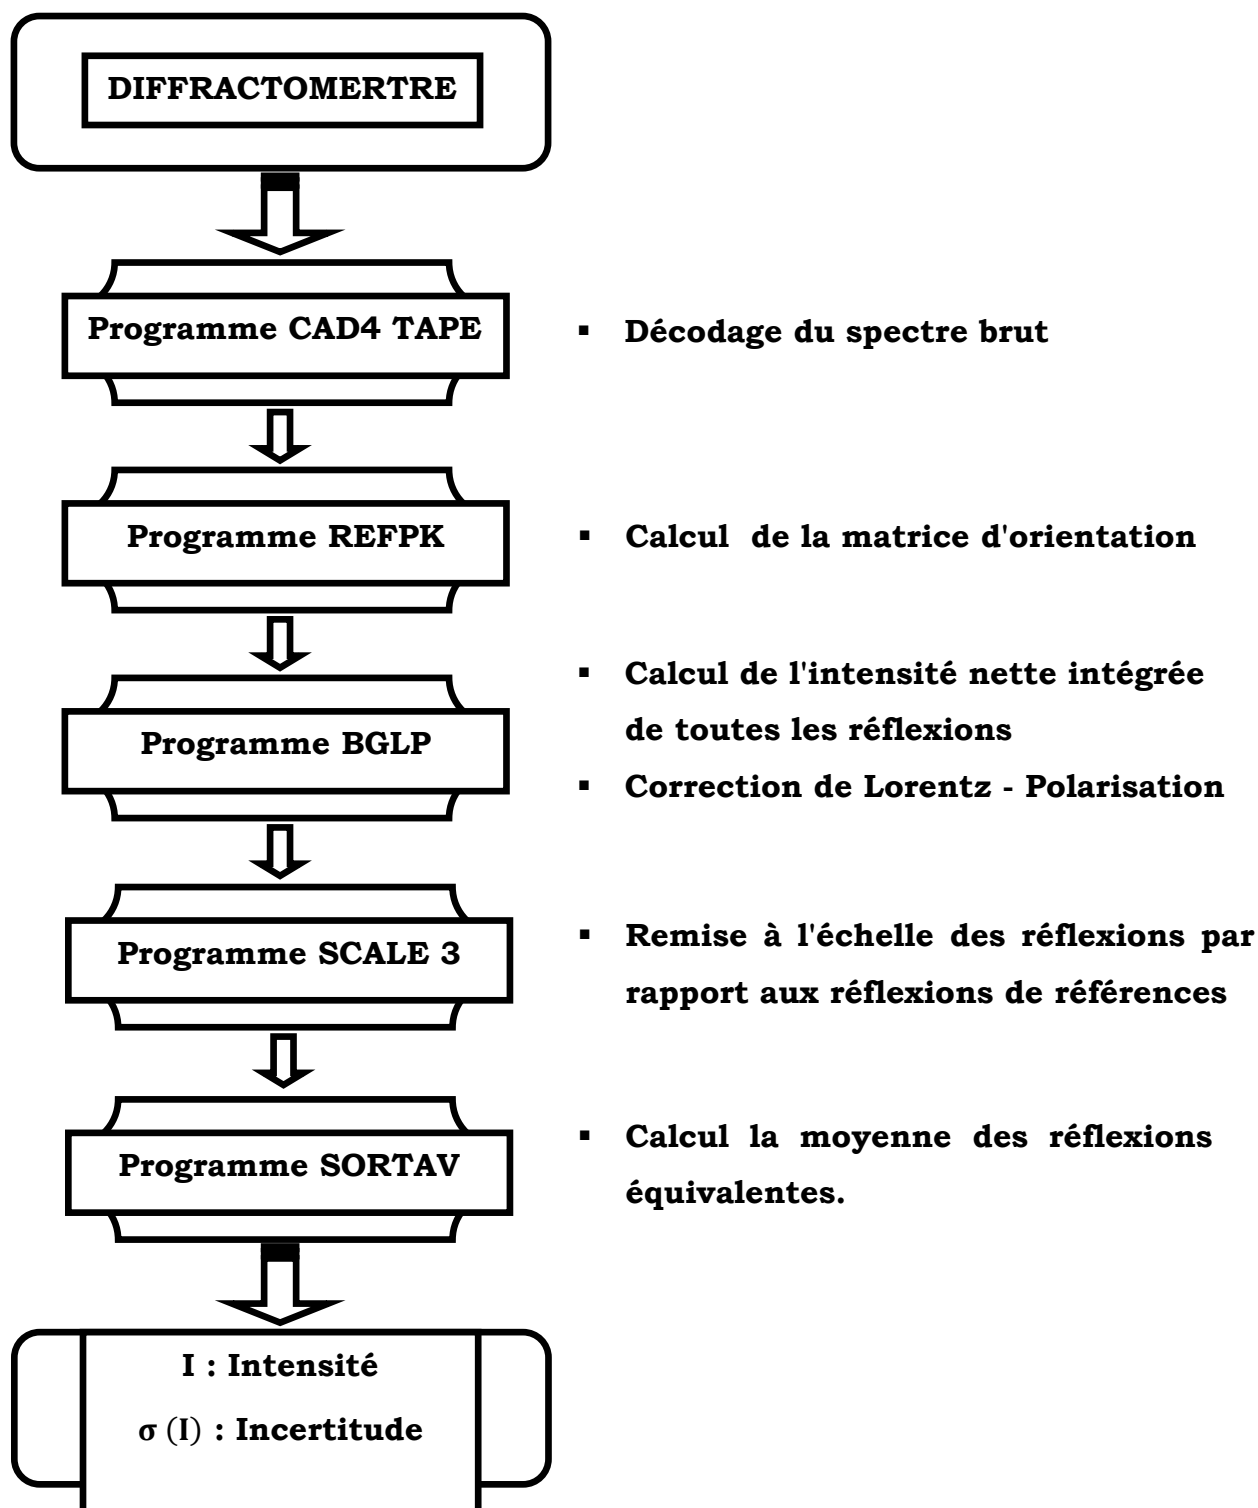 DIFFRACTOMERTRE
Programme CAD4 TAPE
▪ Décodage du spectre brut
Programme REFPK
▪ Calcul de la matrice d'orientation
Programme BGLP
▪ Calcul de l'intensité nette intégrée
de toutes les réflexions
▪ Correction de Lorentz - Polarisation
Programme SCALE 3
▪ Remise à l'échelle des réflexions par
rapport aux réflexions de références
Programme SORTAV
▪ Calcul la moyenne des réflexions
équivalentes.
I : Intensité
σ (I) : Incertitude